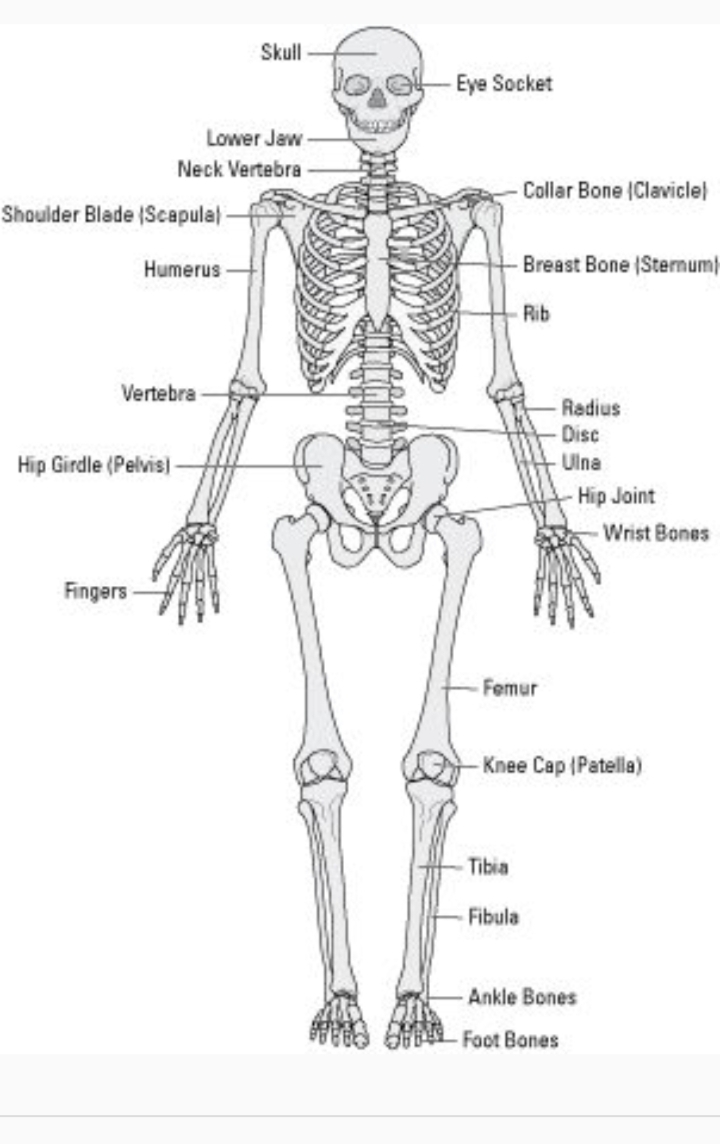 Skull
Eye Socket
Lower Jaw
Neck Vertebra
Collar Bone (Clavicle)
Shoulder Blade (Scapula)
Humerus
Breast Bone (Sternum)
Rib
Vertebra
Radius
Disc
Hip Girdle (Pelvis)
Ulna
Hip Joint
Wrist Bones
Fingers
Femur
Knee Cap (Patella)
Tibia
Fibula
Ankle Bones
Foot Bones